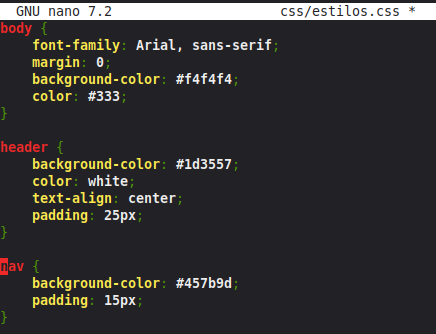 GNU nano 7.2 css/estilos.css *
body {
    font-family: Arial, sans-serif;
    margin: 0;
    background-color: #f4f4f4;
    color: #333;
}

header {
    background-color: #1d3557;
    color: white;
    text-align: center;
    padding: 25px;
}

nav {
    background-color: #457b9d;
    padding: 15px;
}